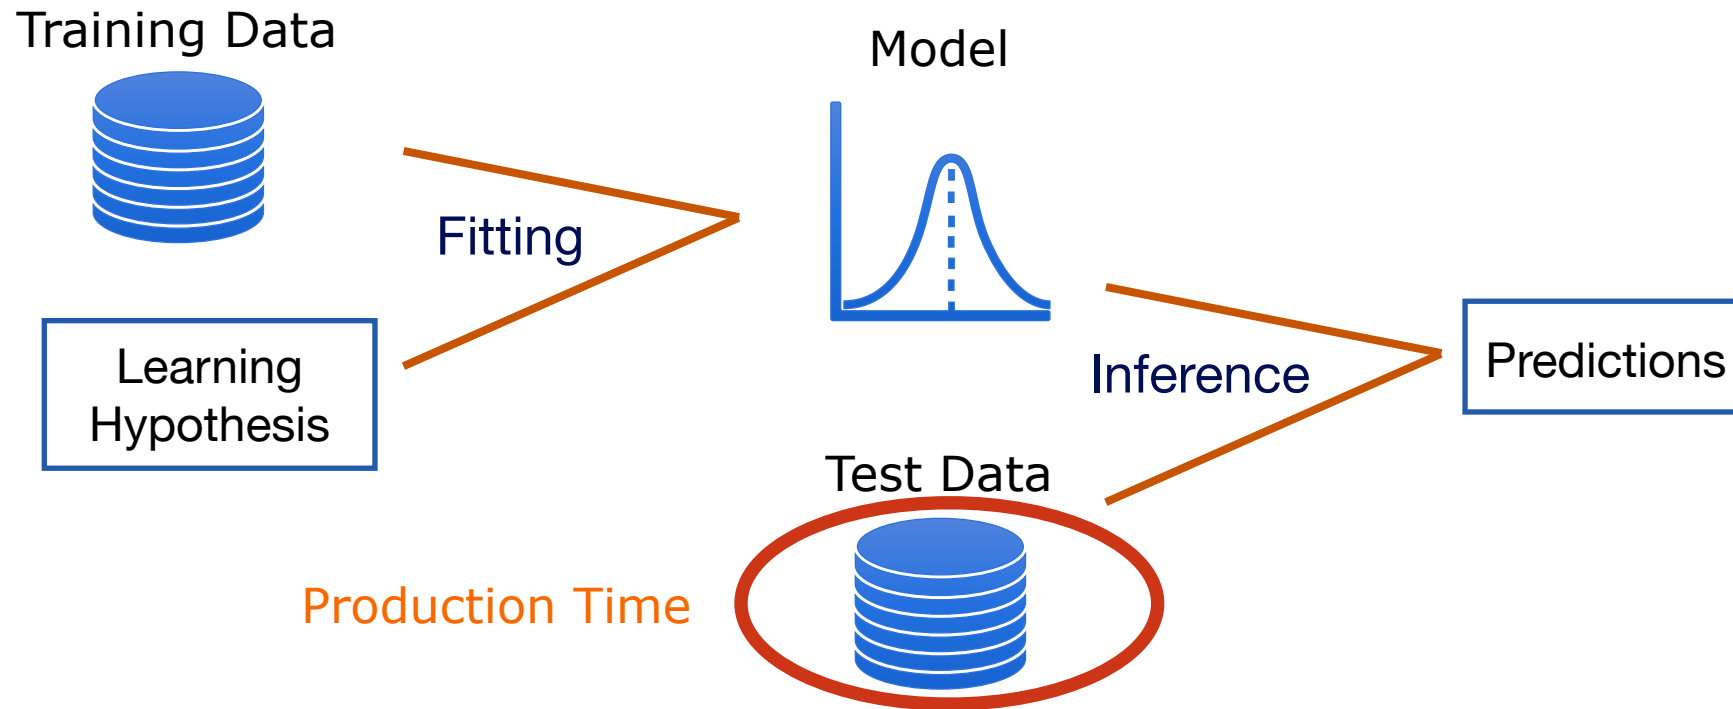 Training Data
Model
Fitting
Learning
Hypothesis
Inference
Predictions
Test Data
Production Time